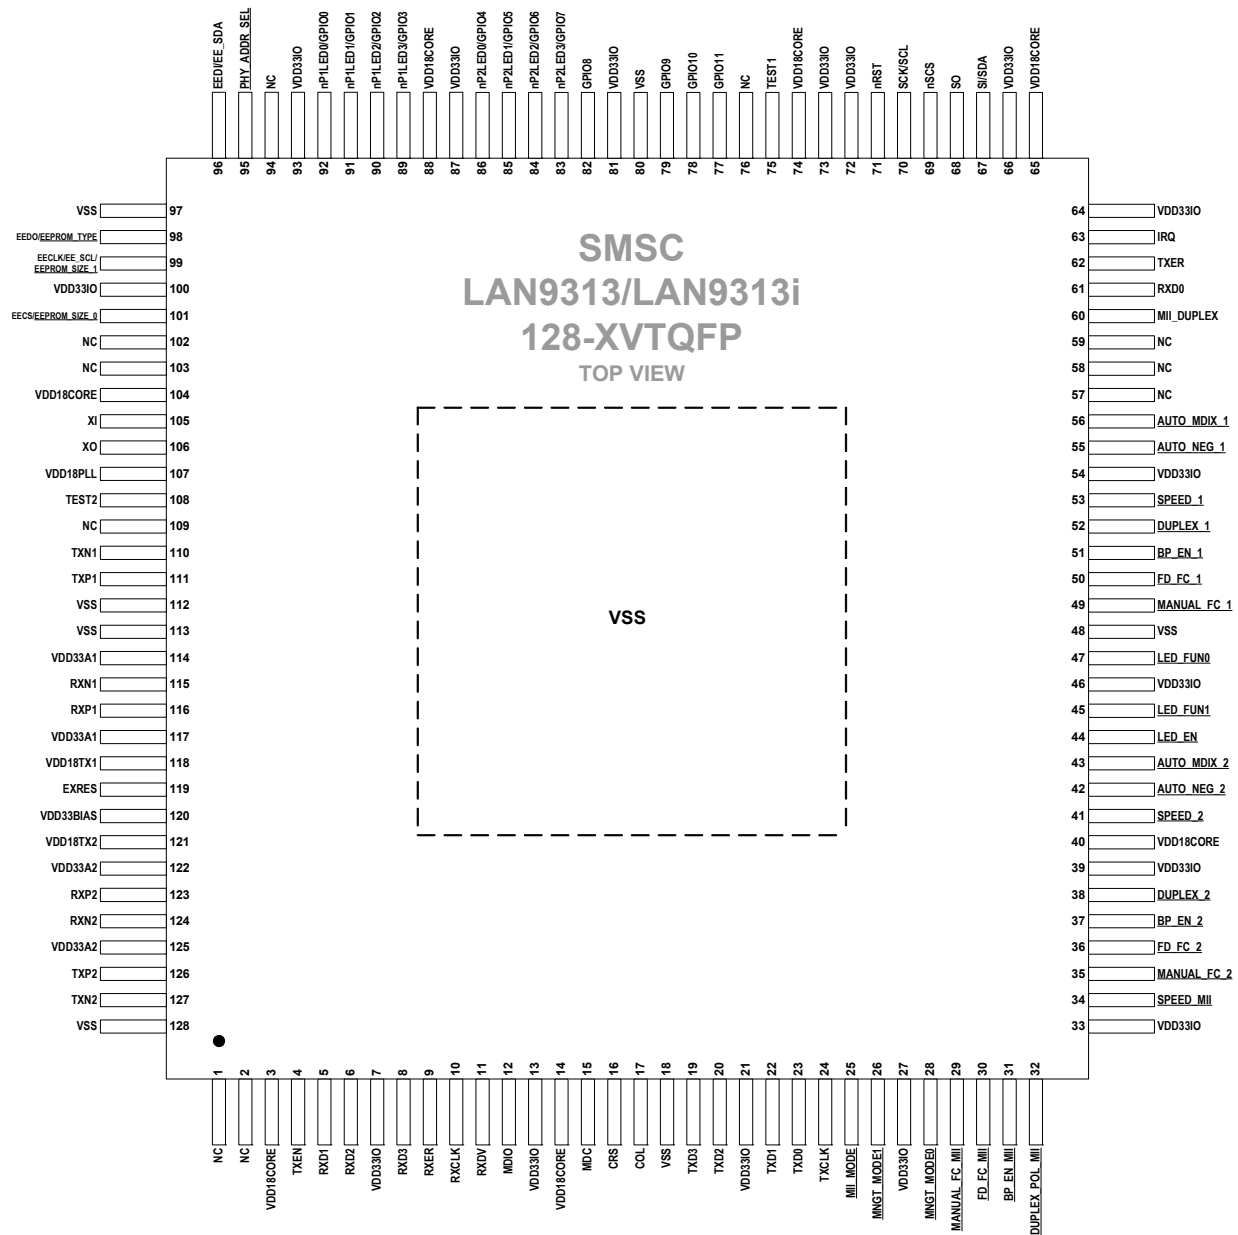 EEDI/EE_SDA
PHY_ADDR_SEL
NC
VDD33IO
nP1LED0/GPIO0
nP1LED1/GPIO1
nP1LED2/GPIO2
nP1LED3/GPIO3
VDD18CORE
VDD33IO
nP2LED0/GPIO4
nP2LED1/GPIO5
nP2LED2/GPIO6
nP2LED3/GPIO7
GPIO8
VDD33IO
VSS
GPIO9
GPIO10
GPIO11
NC
TEST1
VDD18CORE
VDD33IO
VDD33IO
nRST
SCK/SCL
nSCS
SO
SI/SDA
VDD33IO
VDD18CORE
96
95
94
93
92
91
90
89
88
87
86
85
84
83
82
81
80
79
78
77
76
75
74
73
72
71
70
69
68
67
66
65
VSS 97
EEDO/EEPROM_TYPE 98
EECLK/EE_SCL/
EEPROM_SIZE_1 99
VDD33IO 100
EECS/EEPROM_SIZE_0 101
NC 102
NC 103
VDD18CORE 104
XI 105
XO 106
VDD18PLL 107
TEST2 108
NC 109
TXN1 110
TXP1 111
VSS 112
VSS 113
VDD33A1 114
RXN1 115
RXP1 116
VDD33A1 117
VDD18TX1 118
EXRES 119
VDD33BIAS 120
VDD18TX2 121
VDD33A2 122
RXP2 123
RXN2 124
VDD33A2 125
TXP2 126
TXN2 127
VSS 128
SMSC
LAN9313/LAN9313i
128-XVTQFP
TOP VIEW
VSS
64 VDD33IO
63 IRQ
62 TXER
61 RXD0
60 MII_DUPLEX
59 NC
58 NC
57 NC
56 AUTO_MDIX_1
55 AUTO_NEG_1
54 VDD33IO
53 SPEED_1
52 DUPLEX_1
51 BP_EN_1
50 FD_FC_1
49 MANUAL_FC_1
48 VSS
47 LED_FUN0
46 VDD33IO
45 LED_FUN1
44 LED_EN
43 AUTO_MDIX_2
42 AUTO_NEG_2
41 SPEED_2
40 VDD18CORE
39 VDD33IO
38 DUPLEX_2
37 BP_EN_2
36 FD_FC_2
35 MANUAL_FC_2
34 SPEED_MII
33 VDD33IO
1
2
3
4
5
6
7
8
9
10
11
12
13
14
15
16
17
18
19
20
21
22
23
24
25
26
27
28
29
30
31
32
NC
NC
VDD18CORE
TXEN
RXD1
RXD2
VDD33IO
RXD3
RXER
RXCLK
RXDV
MDIO
VDD33IO
VDD18CORE
MDC
CRS
COL
VSS
TXD3
TXD2
VDD33IO
TXD1
TXD0
TXCLK
MII_MODE
MNGT_MODE1
VDD33IO
MNGT_MODE0
MANUAL_FC_MII
FD_FC_MII
BP_EN_MII
DUPLEX_POL_MII